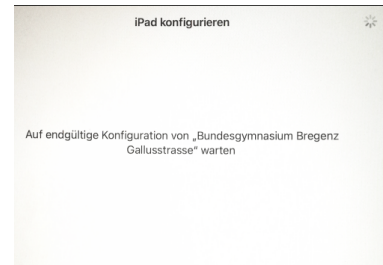 iPad konfigurieren
Auf endgültige Konfiguration von „Bundesgymnasium Bregenz
Gallusstrasse“ warten